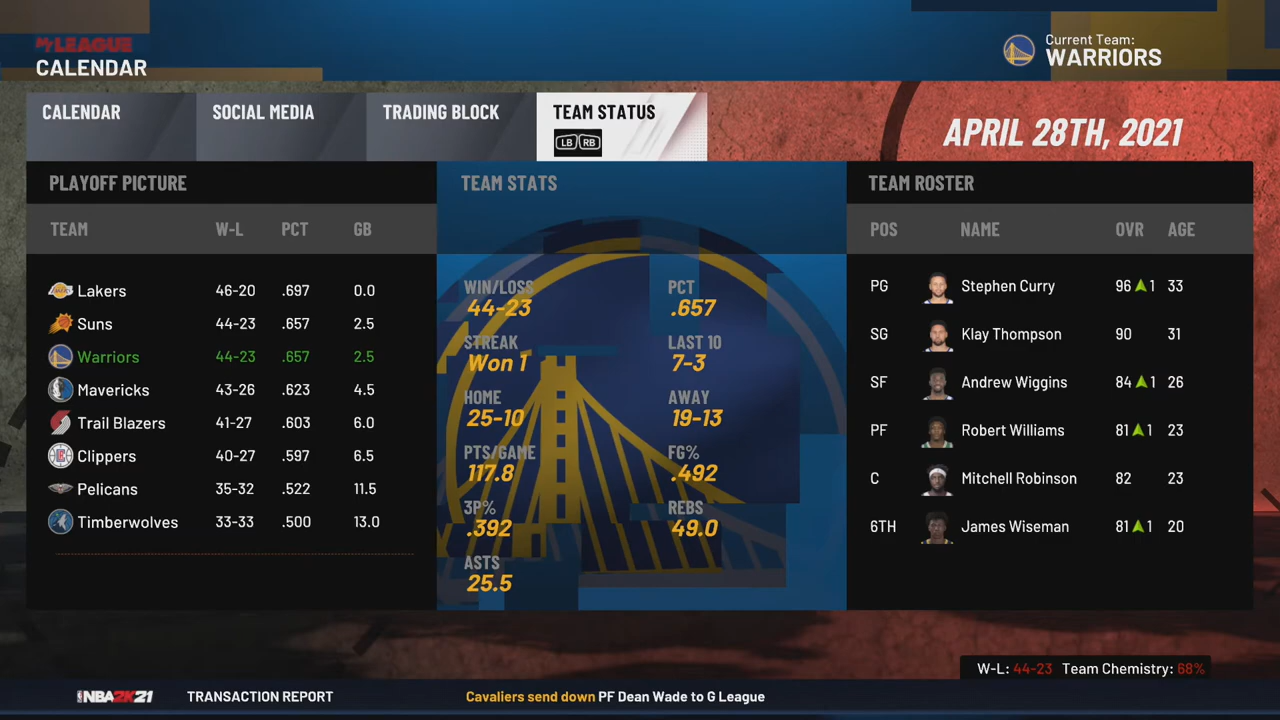 MyLEAGUE
CALENDAR
Current Team:
WARRIORS
CALENDAR
SOCIAL MEDIA
TRADING BLOCK
TEAM STATUS
LB RB
APRIL 28TH, 2021
PLAYOFF PICTURE
TEAM W-L PCT GB
Lakers 46-20 .697 0.0
Suns 44-23 .657 2.5
Warriors 44-23 .657 2.5
Mavericks 43-26 .623 4.5
Trail Blazers 41-27 .603 6.0
Clippers 40-27 .597 6.5
Pelicans 35-32 .522 11.5
Timberwolves 33-33 .500 13.0
TEAM STATS
WIN/LOSS PCT
44-23 .657
STREAK LAST 10
Won 1 7-3
HOME AWAY
25-10 19-13
PTS/GAME FG%
117.8 .492
3P% REBS
.392 49.0
ASTS
25.5
TEAM ROSTER
POS NAME OVR AGE
PG Stephen Curry 96 1 33
SG Klay Thompson 90 31
SF Andrew Wiggins 84 1 26
PF Robert Williams 81 1 23
C Mitchell Robinson 82 23
6TH James Wiseman 81 1 20
W-L: 44-23 Team Chemistry: 68%
NBA2K21 TRANSACTION REPORT Cavaliers send down PF Dean Wade to G League